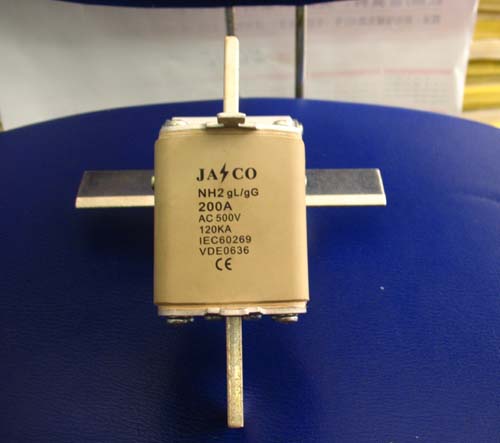 JA⚡CO
NH2 gL/gG
200A
AC 500V
120KA
IEC60269
VDE0636
CE